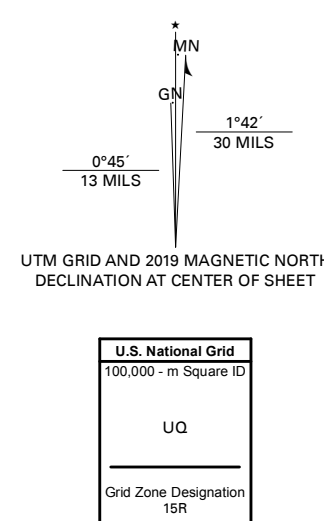 ★
MN
GN
1°42´
30 MILS
0°45´
13 MILS
UTM GRID AND 2019 MAGNETIC NORTH
DECLINATION AT CENTER OF SHEET
U.S. National Grid
100,000 - m Square ID
UQ
Grid Zone Designation
15R